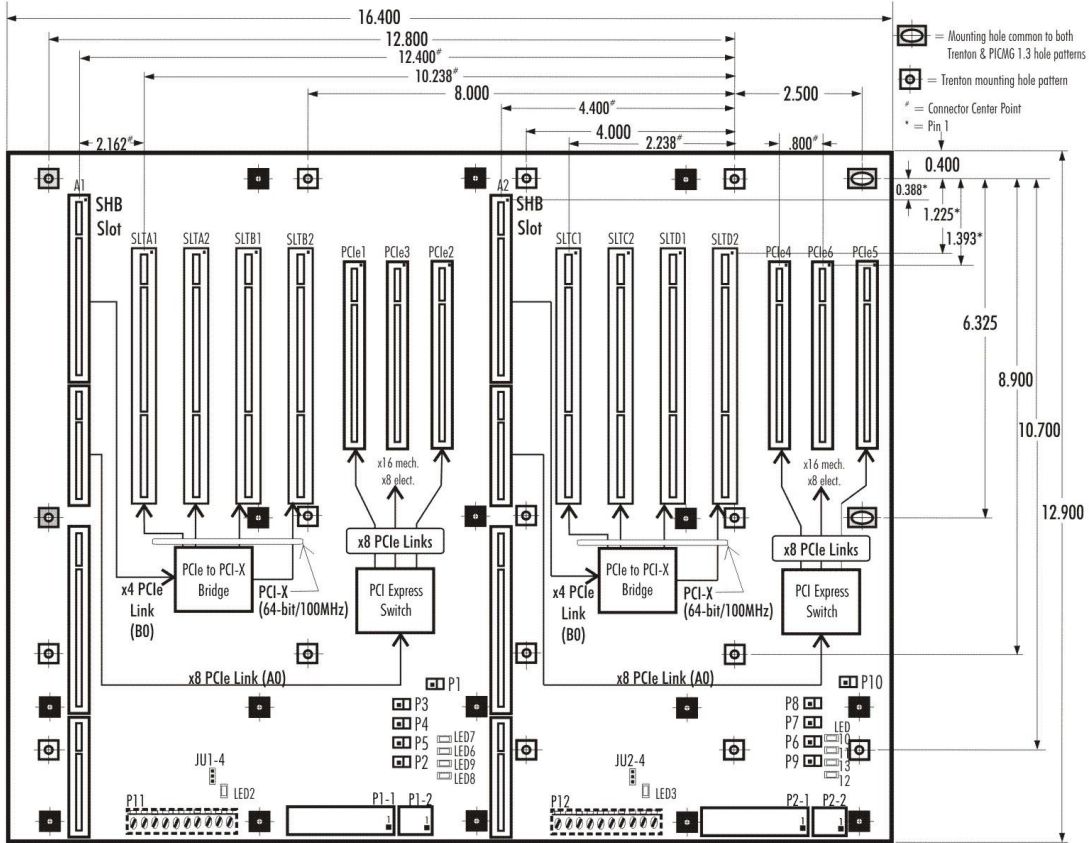 16.400
12.800
12.400#
10.238#
8.000
2.500
4.400#
4.000
2.162#
2.238#
.800#
= Mounting hole common to both
Trenton & PICMG 1.3 hole patterns
= Trenton mounting hole pattern
# = Connector Center Point
* = Pin 1
0.400
0.388*
1.225*
1.393*
6.325
8.900
10.700
12.900
A1
SHB
Slot
SLTA1
SLTA2
SLTB1
SLTB2
PCIe1
PCIe3
PCIe2
A2
SHB
Slot
SLTC1
SLTC2
SLTD1
SLTD2
PCIe4
PCIe6
PCIe5
x16 mech.
x8 elect.
x16 mech.
x8 elect.
x8 PCIe Links
x8 PCIe Links
PCIe to PCI-X
Bridge
x4 PCIe
Link
(B0)
PCI-X
(64-bit/100MHz)
PCI Express
Switch
PCIe to PCI-X
Bridge
x4 PCIe
Link
(B0)
PCI-X
(64-bit/100MHz)
PCI Express
Switch
x8 PCIe Link (A0)
x8 PCIe Link (A0)
P1
P3
P4
P5
P2
LED7
LED6
LED9
LED8
P10
P8
P7
P6
P9
LED
10
11
13
12
JU1-4
LED2
P11
P1-1
P1-2
1
1
JU2-4
LED3
P12
P2-1
P2-2
1
1